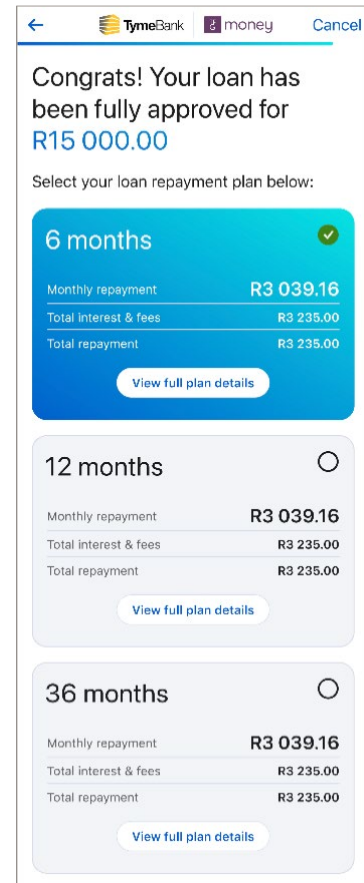 TymeBank money Cancel
Congrats! Your loan has
been fully approved for
R15 000.00
Select your loan repayment plan below:
6 months
Monthly repayment R3 039.16
Total interest & fees R3 235.00
Total repayment R3 235.00
View full plan details
12 months
Monthly repayment R3 039.16
Total interest & fees R3 235.00
Total repayment R3 235.00
View full plan details
36 months
Monthly repayment R3 039.16
Total interest & fees R3 235.00
Total repayment R3 235.00
View full plan details